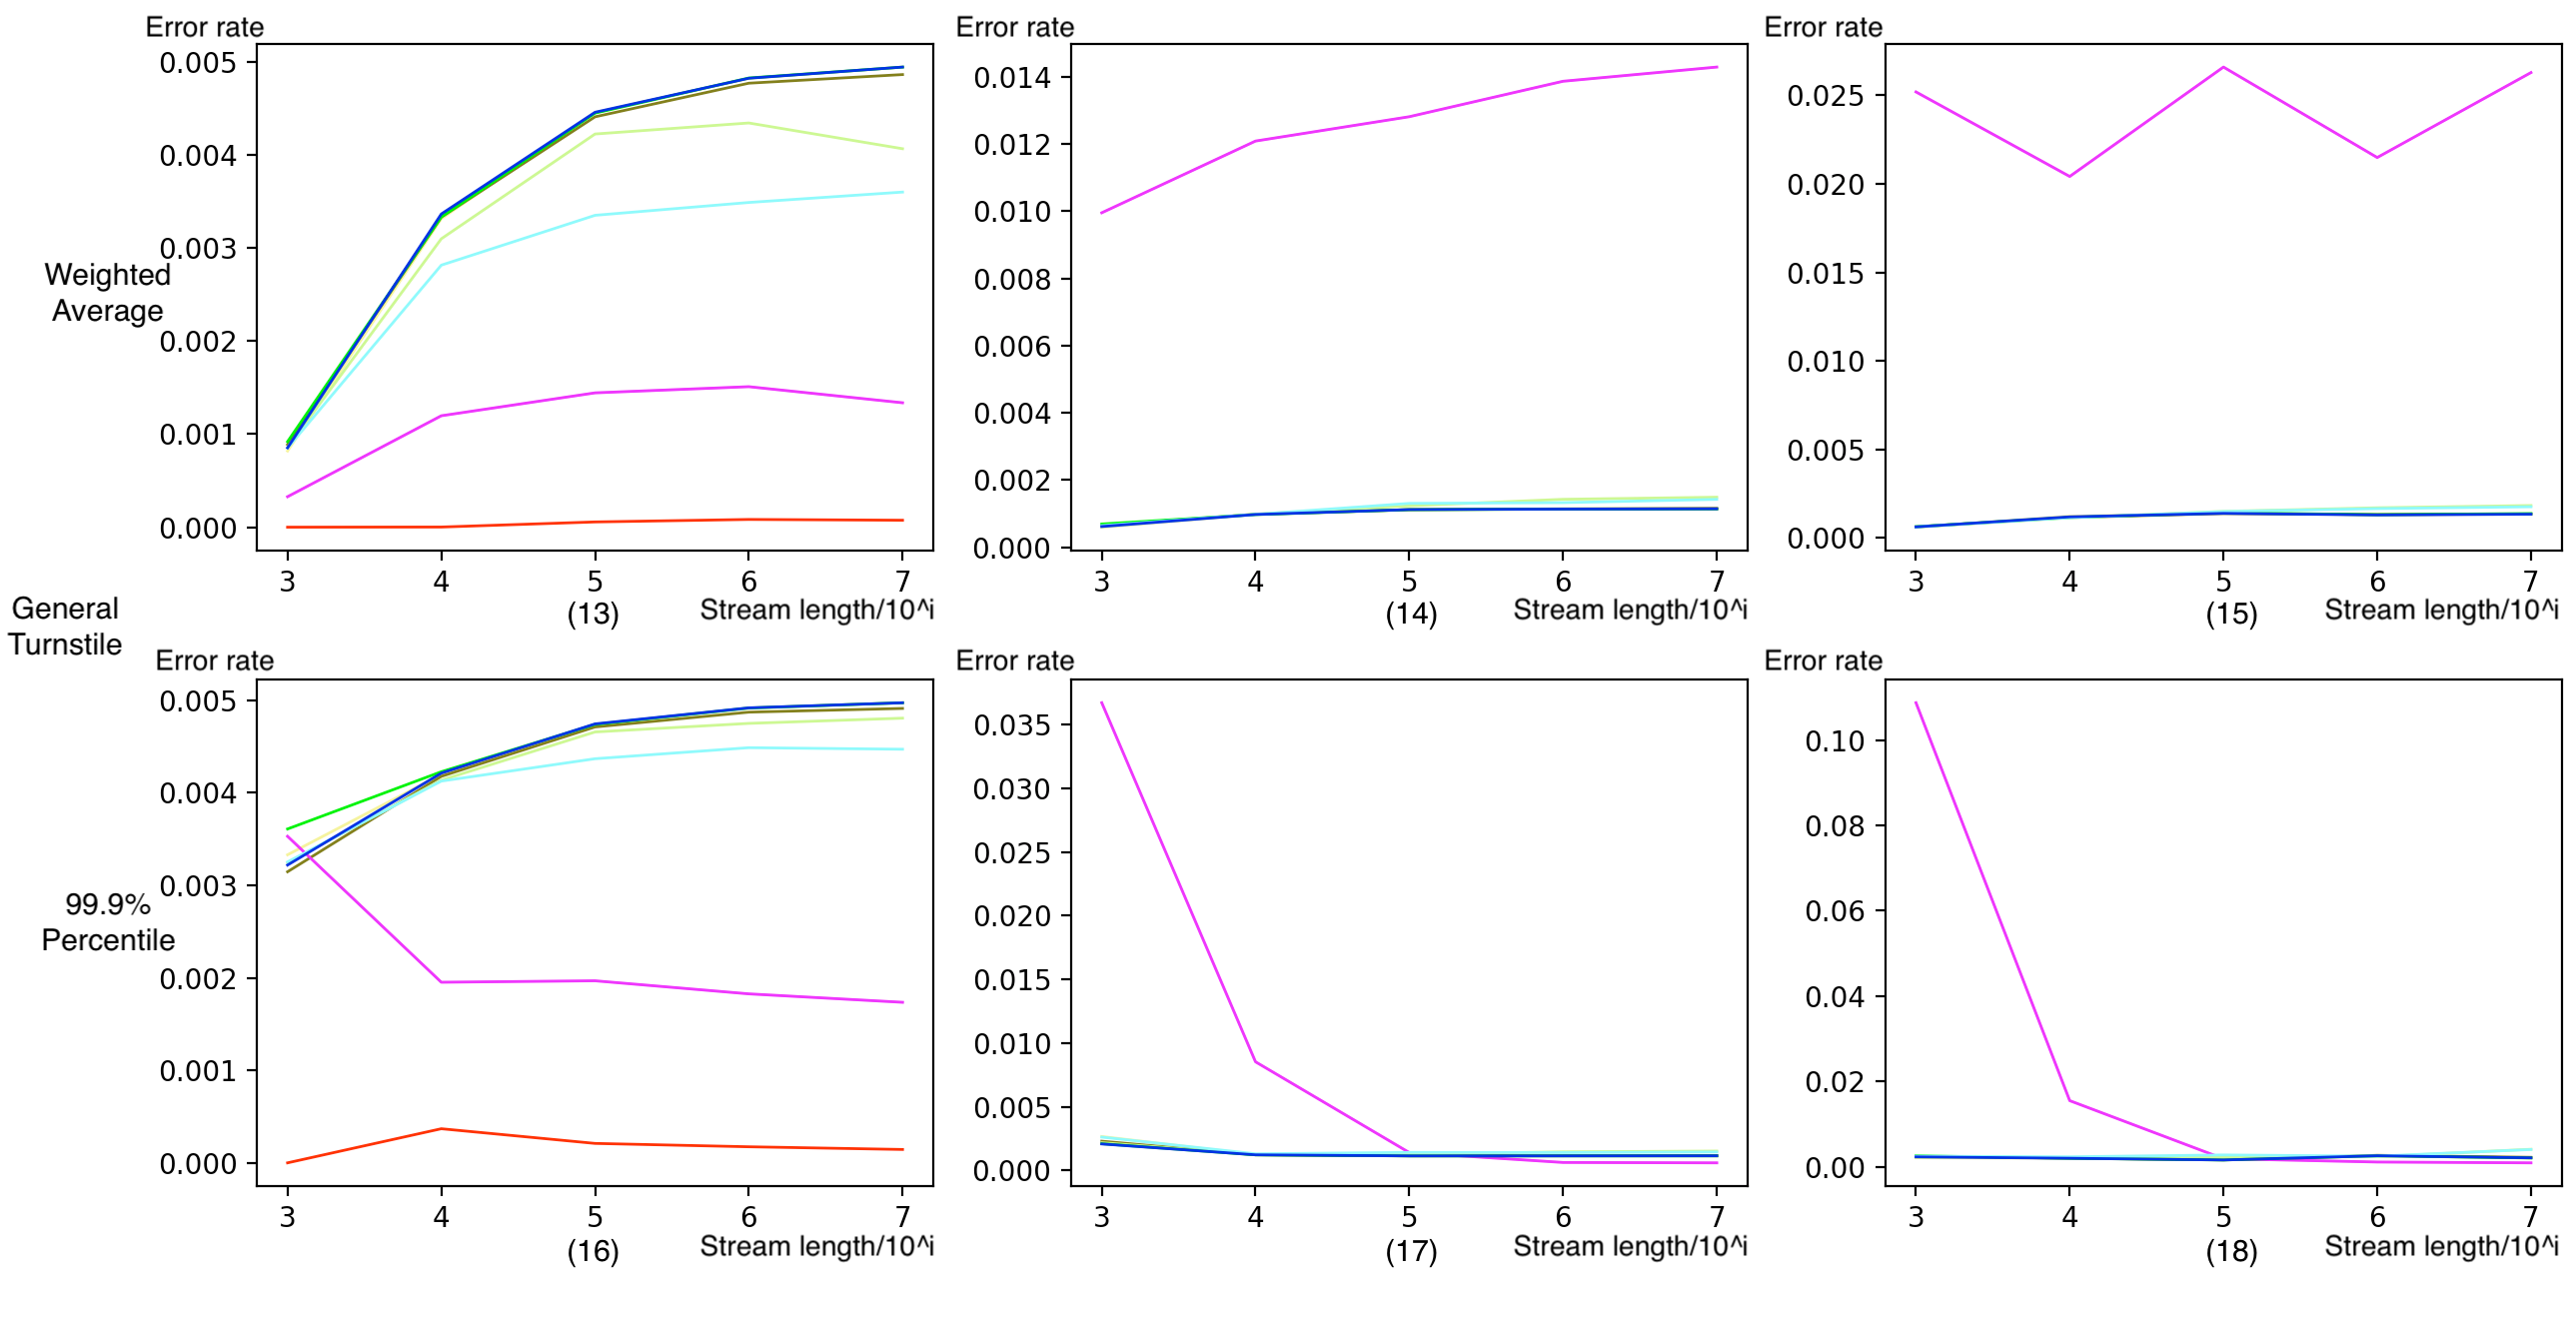 Error rate
0.005
0.004
0.003
0.002
0.001
0.000
3 4 5 6 7
(13) Stream length/10^i
Error rate
0.014
0.012
0.010
0.008
0.006
0.004
0.002
0.000
3 4 5 6 7
(14) Stream length/10^i
Error rate
0.025
0.020
0.015
0.010
0.005
0.000
3 4 5 6 7
(15) Stream length/10^i
Weighted
Average
General
Turnstile
Error rate
0.005
0.004
0.003
0.002
0.001
0.000
3 4 5 6 7
(16) Stream length/10^i
Error rate
0.035
0.030
0.025
0.020
0.015
0.010
0.005
0.000
3 4 5 6 7
(17) Stream length/10^i
Error rate
0.10
0.08
0.06
0.04
0.02
0.00
3 4 5 6 7
(18) Stream length/10^i
99.9%
Percentile